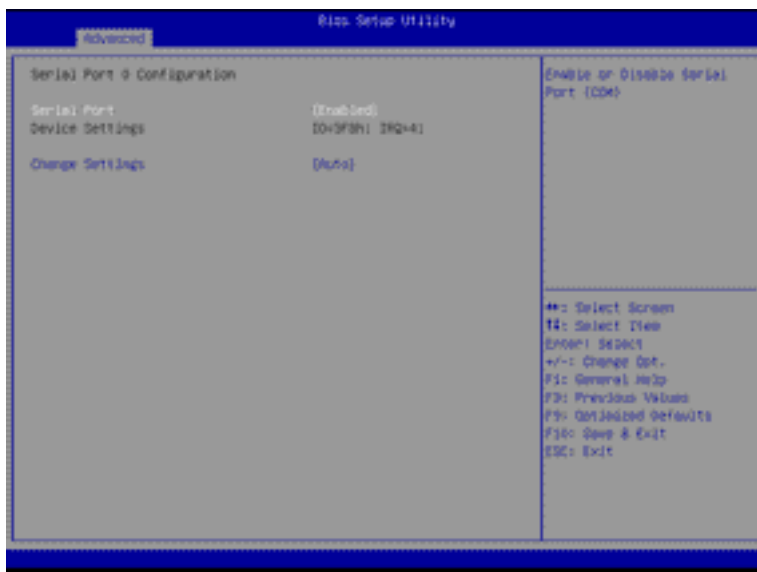 Bios Setup Utility
Advanced
Serial Port 0 Configuration
Serial Port [Enabled]
Device Settings IO=3F8h; IRQ=4;
Change Settings [Auto]
Enable or Disable Serial
Port (COM)
→←: Select Screen
↑↓: Select Item
Enter: Select
+/-: Change Opt.
F1: General Help
F3: Previous Values
F9: Optimized Defaults
F10: Save & Exit
ESC: Exit